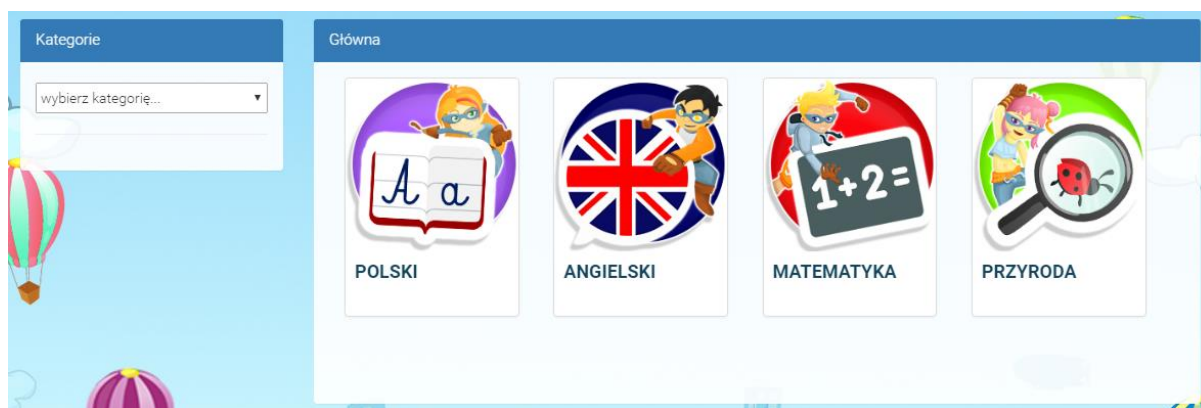 Kategorie
wybierz kategorię...
Główna
A a
1+2=
POLSKI
ANGIELSKI
MATEMATYKA
PRZYRODA